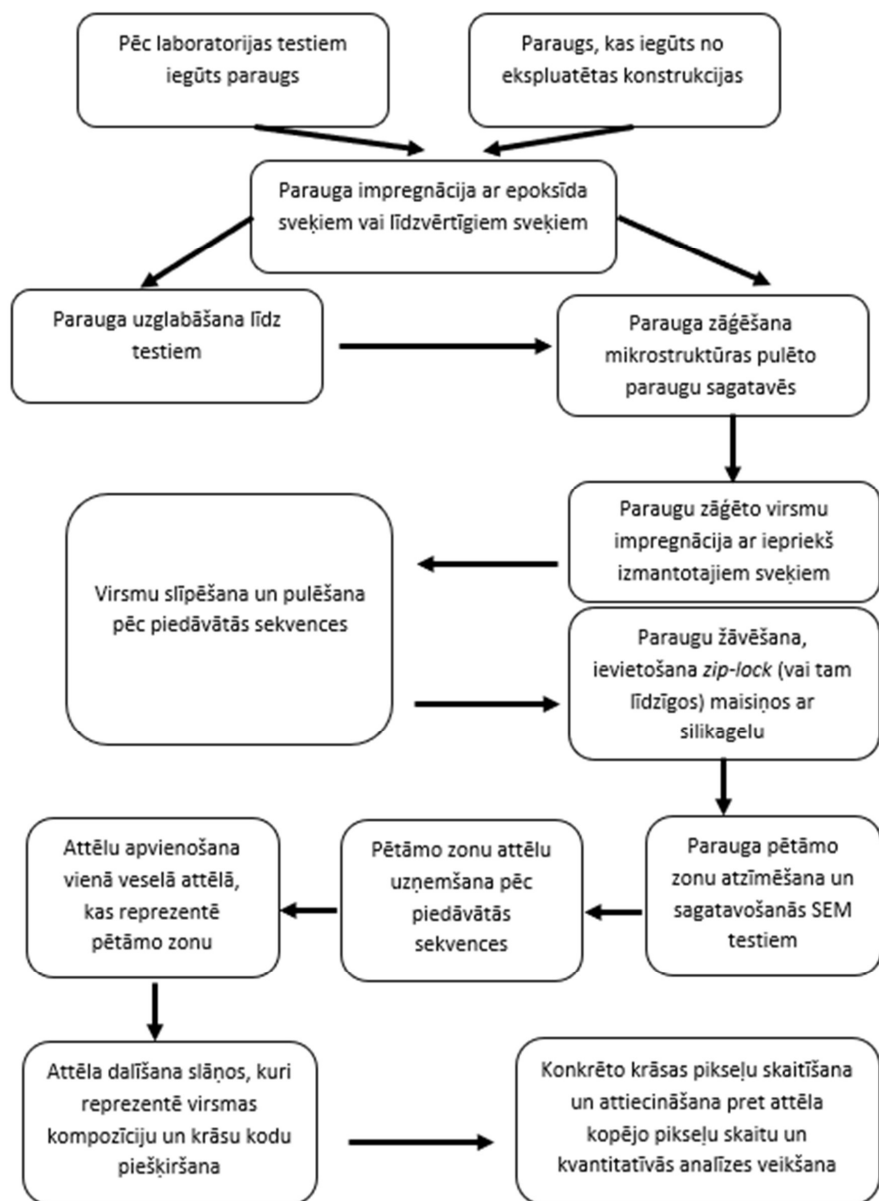 Pēc laboratorijas testiem
iegūts paraugs
Paraugs, kas iegūts no
ekspluatētas konstrukcijas
Parauga impregnācija ar epoksīda
sveķiem vai līdzvērtīgiem sveķiem
Parauga uzglabāšana līdz
testiem
Parauga zāģēšana
mikrostruktūras pulēto
paraugu sagatavēs
Paraugu zāģēto virsmu
impregnācija ar iepriekš
izmantotajiem sveķiem
Virsmu slīpēšana un pulēšana
pēc piedāvātās sekvences
Paraugu žāvēšana,
ievietošana zip-lock (vai tam
līdzīgos) maisiņos ar
silikagelu
Parauga pētāmo
zonu atzīmēšana un
sagatavošanās SEM
testiem
Pētāmo zonu attēlu
uzņemšana pēc
piedāvātās
sekvences
Attēlu apvienošana
vienā veselā attēlā,
kas reprezentē
pētāmo zonu
Attēla dalīšana slāņos, kuri
reprezentē virsmas
kompozīciju un krāsu kodu
piešķiršana
Konkrēto krāsas pikseļu skaitīšana
un attiecināšana pret attēla
kopējo pikseļu skaitu un
kvantitatīvās analīzes veikšana